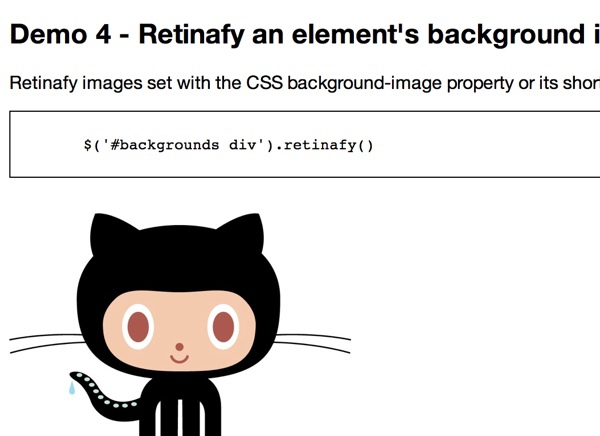 Demo 4 - Retinafy an element's background
Retinafy images set with the CSS background-image property or its
$('#backgrounds div').retinafy()